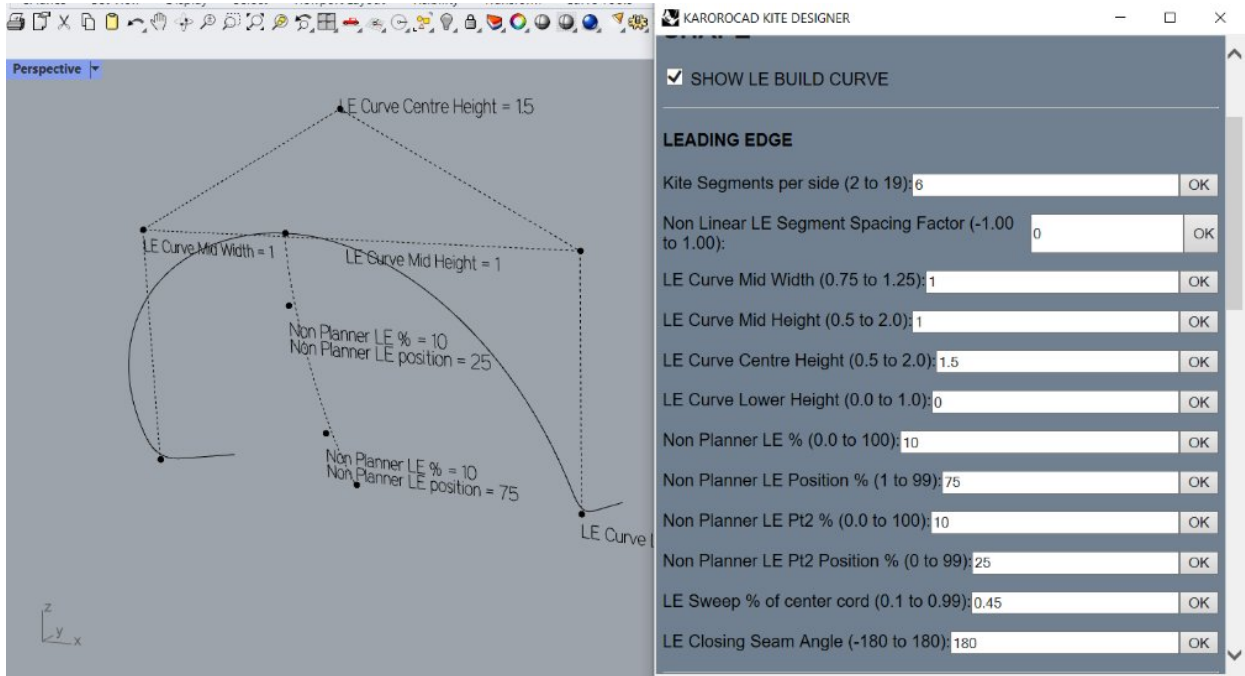 KAROROCAD KITE DESIGNER
Perspective
SHOW LE BUILD CURVE
LEADING EDGE
Kite Segments per side (2 to 19): 6 OK
Non Linear LE Segment Spacing Factor (-1.00
to 1.00): 0 OK
LE Curve Mid Width (0.75 to 1.25): 1 OK
LE Curve Mid Height (0.5 to 2.0): 1 OK
LE Curve Centre Height (0.5 to 2.0): 1.5 OK
LE Curve Lower Height (0.0 to 1.0): 0 OK
Non Planner LE % (0.0 to 100): 10 OK
Non Planner LE Position % (1 to 99): 75 OK
Non Planner LE Pt2 % (0.0 to 100): 10 OK
Non Planner LE Pt2 Position % (0 to 99): 25 OK
LE Sweep % of center cord (0.1 to 0.99): 0.45 OK
LE Closing Seam Angle (-180 to 180): 180 OK
LE Curve Centre Height = 1.5
LE Curve Mid Width = 1
LE Curve Mid Height = 1
Non Planner LE % = 10
Non Planner LE position = 25
Non Planner LE % = 10
Non Planner LE position = 75
LE Curve
z
y
x